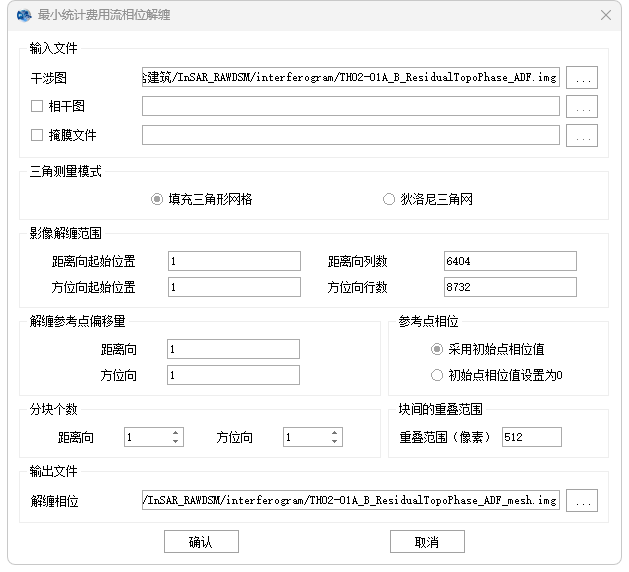 最小统计费用流相位解缠
输入文件
干涉图 建筑/InSAR_RAWDSM/interferogram/TH02-01A_B_ResidualTopoPhase_ADF.img ...
相干图 ...
掩膜文件 ...
三角测量模式
填充三角形网格 狄洛尼三角网
影像解缠范围
距离向起始位置 1 距离向列数 6404
方位向起始位置 1 方位向行数 8732
解缠参考点偏移量 参考点相位
距离向 1 采用初始点相位值
方位向 1 初始点相位值设置为0
分块个数 块间的重叠范围
距离向 1 方位向 1 重叠范围（像素） 512
输出文件
解缠相位 /InSAR_RAWDSM/interferogram/TH02-01A_B_ResidualTopoPhase_ADF_mesh.img ...
确认 取消